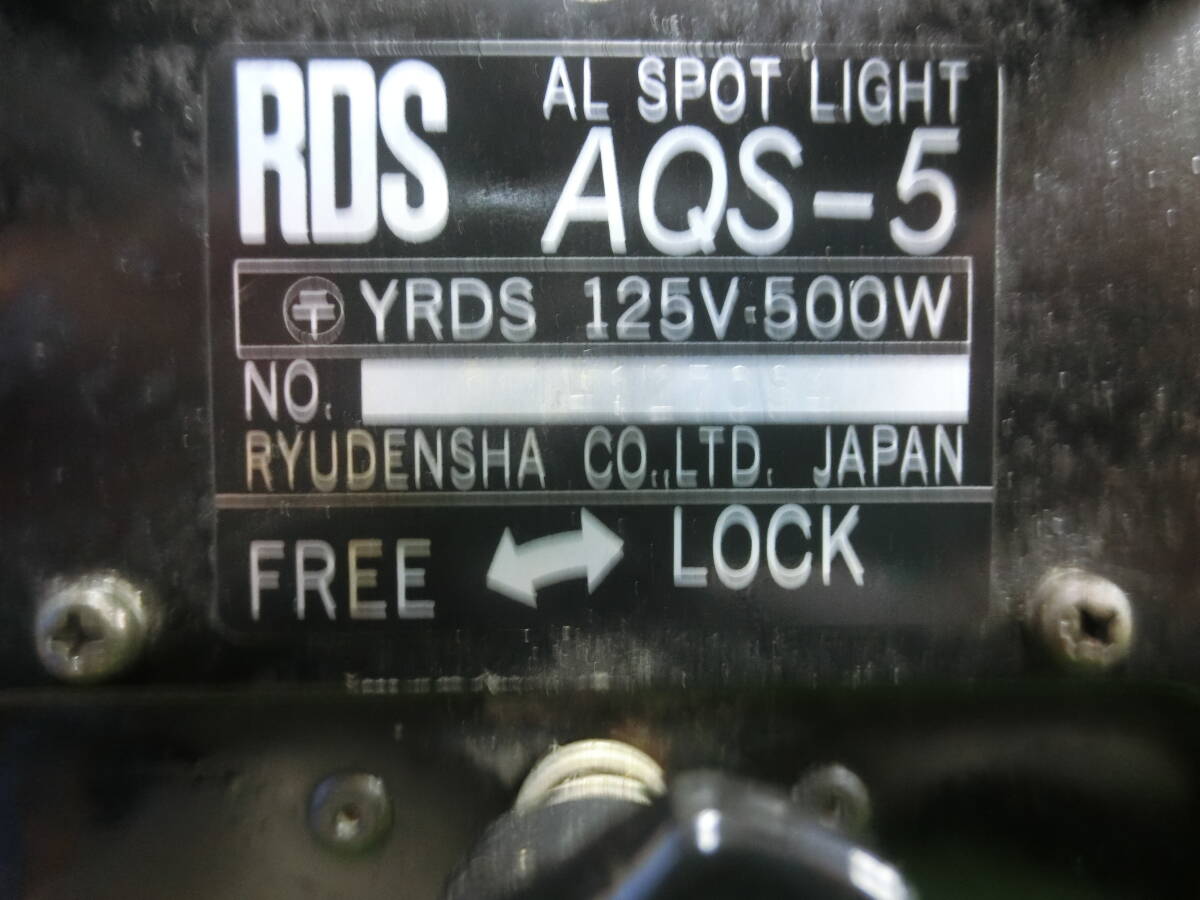 RDS AL SPOT LIGHT
AQS-5
〒 YRDS 125V·500W
NO.
RYUDENSHA CO.,LTD. JAPAN
FREE LOCK